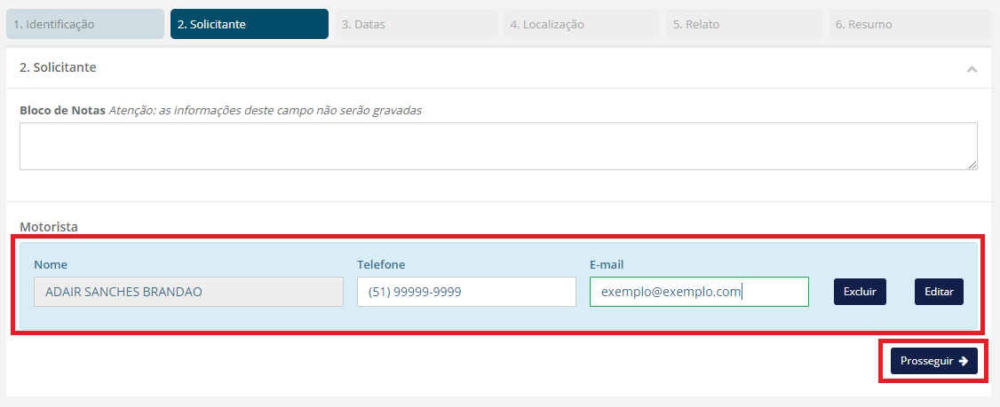 1. Identificação 2. Solicitante 3. Datas 4. Localização 5. Relato 6. Resumo
2. Solicitante
Bloco de Notas Atenção: as informações deste campo não serão gravadas
Motorista
Nome Telefone E-mail
ADAIR SANCHES BRANDAO (51) 99999-9999 exemplo@exemplo.com Excluir Editar
Prosseguir